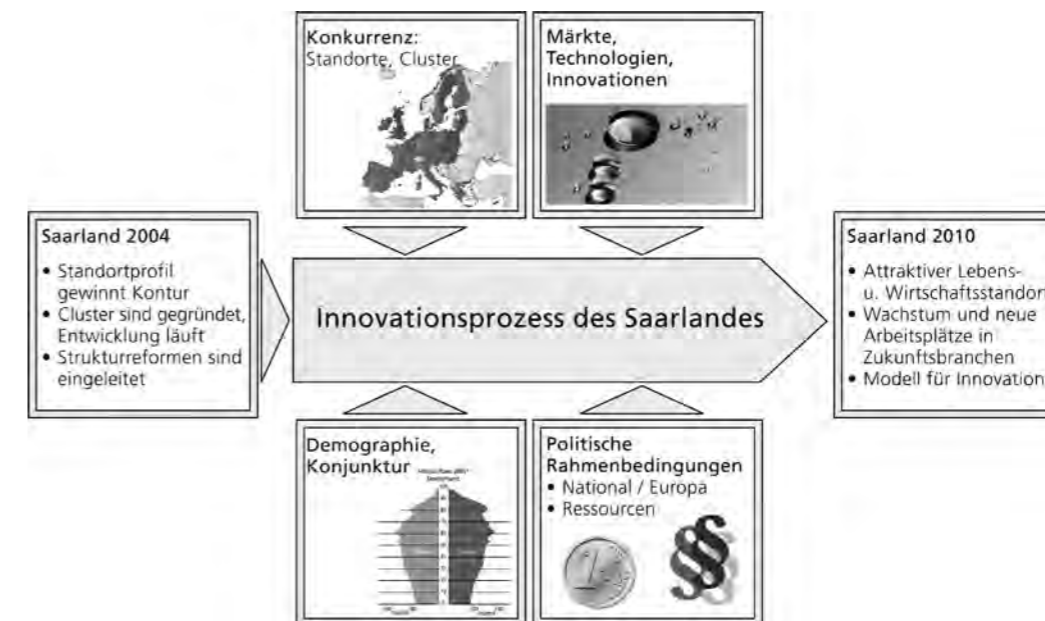 Konkurrenz:
Standorte, Cluster
Märkte,
Technologien,
Innovationen
Saarland 2004
• Standortprofil
gewinnt Kontur
• Cluster sind gegründet,
Entwicklung läuft
• Strukturreformen sind
eingeleitet
Innovationsprozess des Saarlandes
Saarland 2010
• Attraktiver Lebens-
u. Wirtschaftsstandort
• Wachstum und neue
Arbeitsplätze in
Zukunftsbranchen
• Modell für Innovation
Demographie,
Konjunktur
Politische
Rahmenbedingungen
• National / Europa
• Ressourcen
1
§§